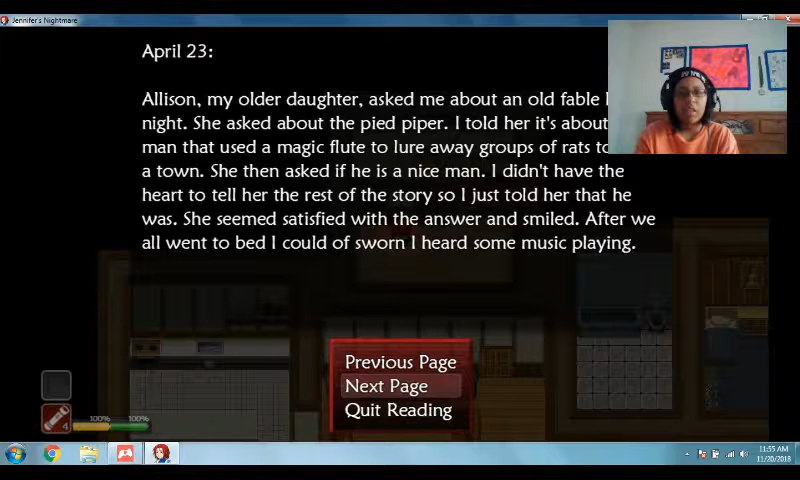 Jennifer's Nightmare
April 23:
Allison, my older daughter, asked me about an old fable
night. She asked about the pied piper. I told her it's about
man that used a magic flute to lure away groups of rats
a town. She then asked if he is a nice man. I didn't have the
heart to tell her the rest of the story so I just told her that he
was. She seemed satisfied with the answer and smiled. After we
all went to bed I could of sworn I heard some music playing.
Previous Page
Next Page
Quit Reading
100% 100%
4
11:55 AM
11/20/2018